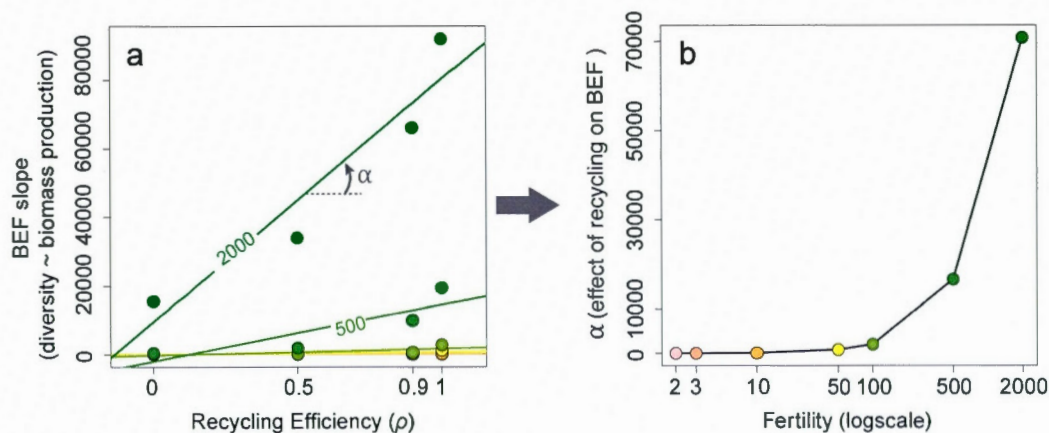 a
BEF slope
(diversity ~ biomass production)
0 20000 40000 60000 80000
2000
α
500
0 0.5 0.9 1
Recycling Efficiency (ρ)
b
α (effect of recycling on BEF )
0 10000 30000 50000 70000
2 3 10 50 100 500 2000
Fertility (logscale)